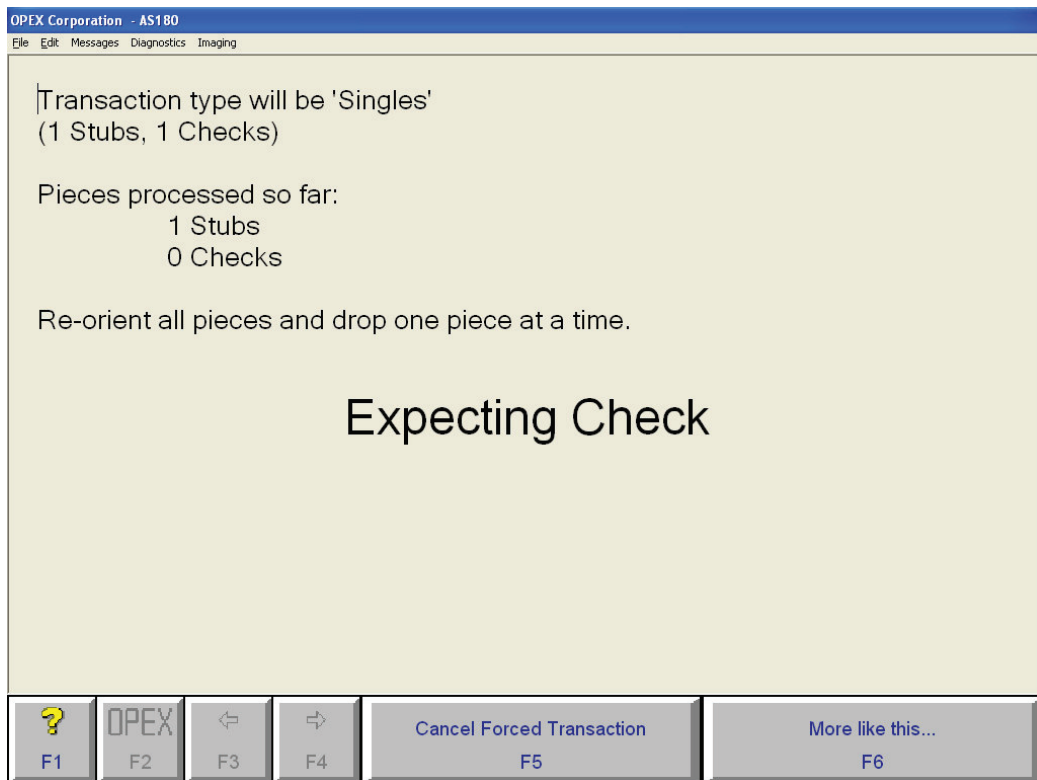 OPEX Corporation - AS180
File Edit Messages Diagnostics Imaging
Transaction type will be 'Singles'
(1 Stubs, 1 Checks)
Pieces processed so far:
1 Stubs
0 Checks
Re-orient all pieces and drop one piece at a time.
Expecting Check
? OPEX ⇦ ⇨ Cancel Forced Transaction More like this...
F1 F2 F3 F4 F5 F6